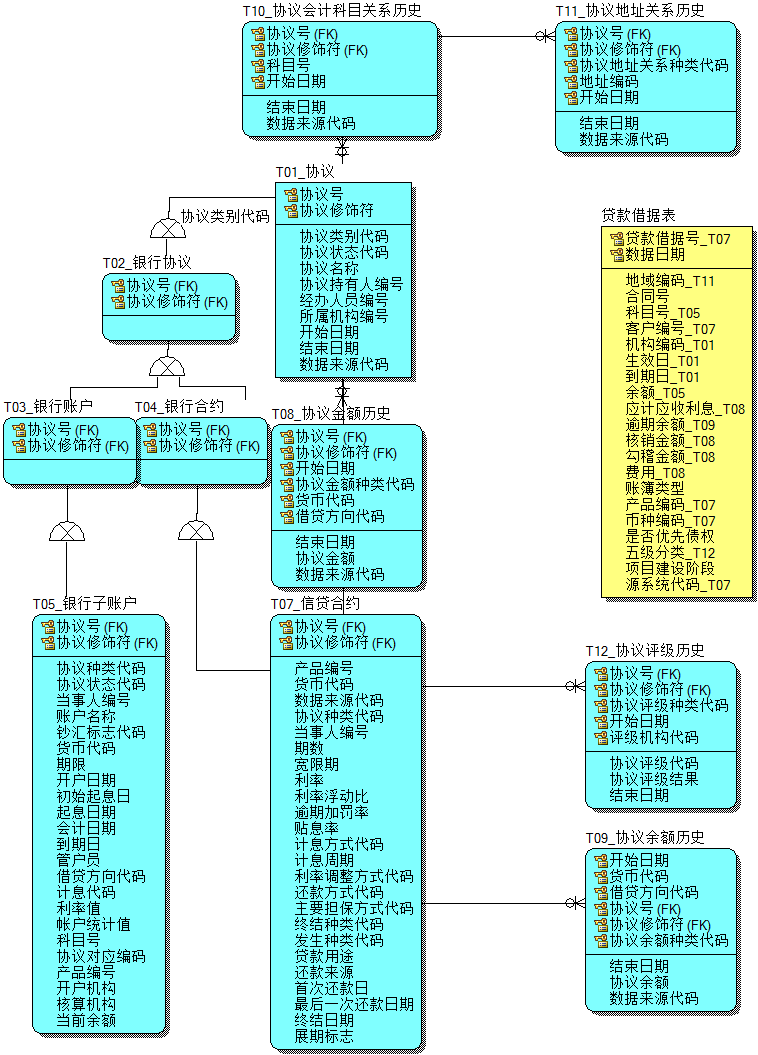 T10_协议会计科目关系历史
协议号 (FK)
协议修饰符 (FK)
科目号
开始日期
结束日期
数据来源代码
T11_协议地址关系历史
协议号 (FK)
协议修饰符 (FK)
协议地址关系种类代码
地址编码
开始日期
结束日期
数据来源代码
T01_协议
协议号
协议修饰符
协议类别代码
协议状态代码
协议名称
协议持有人编号
经办人员编号
所属机构编号
开始日期
结束日期
数据来源代码
协议类别代码
T02_银行协议
协议号 (FK)
协议修饰符 (FK)
T03_银行账户
协议号 (FK)
协议修饰符 (FK)
T04_银行合约
协议号 (FK)
协议修饰符 (FK)
T08_协议金额历史
协议号 (FK)
协议修饰符 (FK)
开始日期
协议金额种类代码
货币代码
借贷方向代码
结束日期
协议金额
数据来源代码
贷款借据表
贷款借据号_T07
数据日期
地域编码_T11
合同号
科目号_T05
客户编号_T07
机构编码_T01
生效日_T01
到期日_T01
余额_T05
应计应收利息_T08
逾期余额_T09
核销金额_T08
勾稽金额_T08
费用_T08
账簿类型
产品编码_T07
币种编码_T07
是否优先债权
五级分类_T12
项目建设阶段
源系统代码_T07
T05_银行子账户
协议号 (FK)
协议修饰符 (FK)
协议种类代码
协议状态代码
当事人编号
账户名称
钞汇标志代码
货币代码
期限
开户日期
初始起息日
起息日期
会计日期
到期日
管户员
借贷方向代码
计息代码
利率值
帐户统计值
科目号
协议对应编码
产品编号
开户机构
核算机构
当前余额
T07_信贷合约
协议号 (FK)
协议修饰符 (FK)
产品编号
货币代码
数据来源代码
协议种类代码
当事人编号
期数
宽限期
利率
利率浮动比
逾期加罚率
贴息率
计息方式代码
计息周期
利率调整方式代码
还款方式代码
主要担保方式代码
终结种类代码
发生种类代码
贷款用途
还款来源
首次还款日
最后一次还款日期
终结日期
展期标志
T12_协议评级历史
协议号 (FK)
协议修饰符 (FK)
协议评级种类代码
开始日期
评级机构代码
协议评级代码
协议评级结果
结束日期
T09_协议余额历史
开始日期
货币代码
借贷方向代码
协议号 (FK)
协议修饰符 (FK)
协议余额种类代码
结束日期
协议余额
数据来源代码